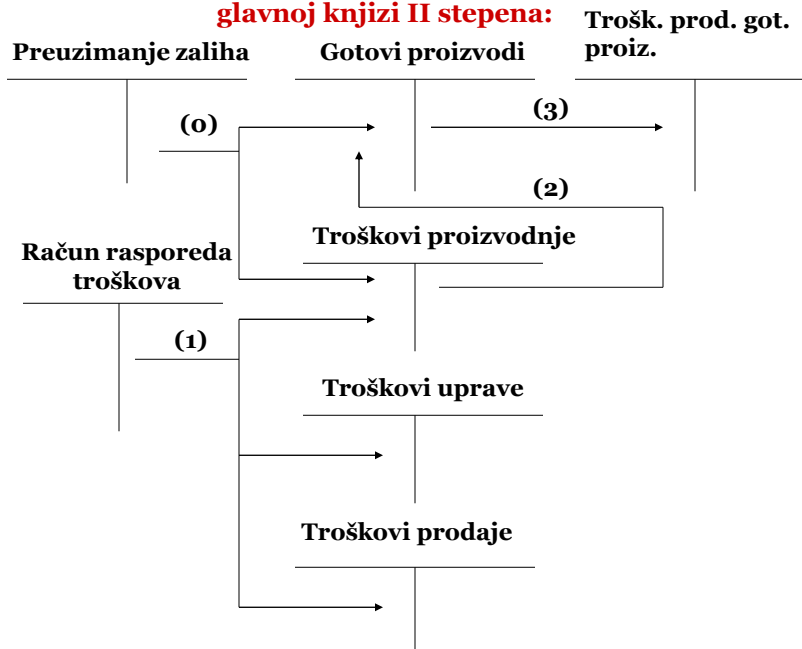 glavnoj knjizi II stepena:
Trošk. prod. got.
proiz.
Preuzimanje zaliha
Gotovi proizvodi
(0)
(3)
(2)
Račun rasporeda
troškova
Troškovi proizvodnje
(1)
Troškovi uprave
Troškovi prodaje